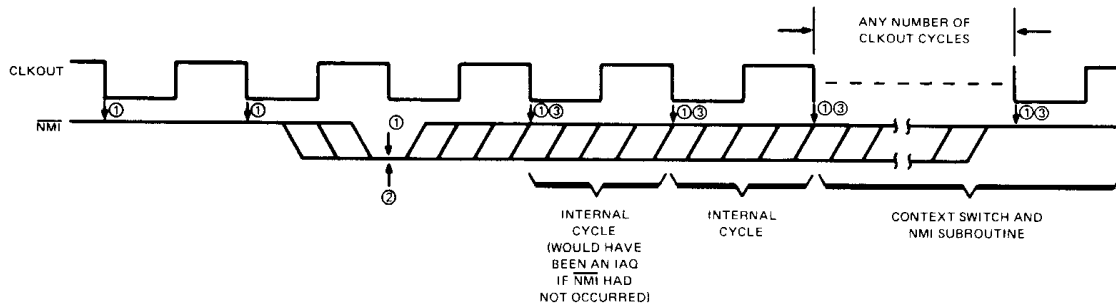 ANY NUMBER OF
CLKOUT CYCLES
CLKOUT
① ① ①③ ①③ ①③ ①③
NMI
①
②
INTERNAL
CYCLE
(WOULD HAVE
BEEN AN IAQ
IF NMI HAD
NOT OCCURRED)
INTERNAL
CYCLE
CONTEXT SWITCH AND
NMI SUBROUTINE